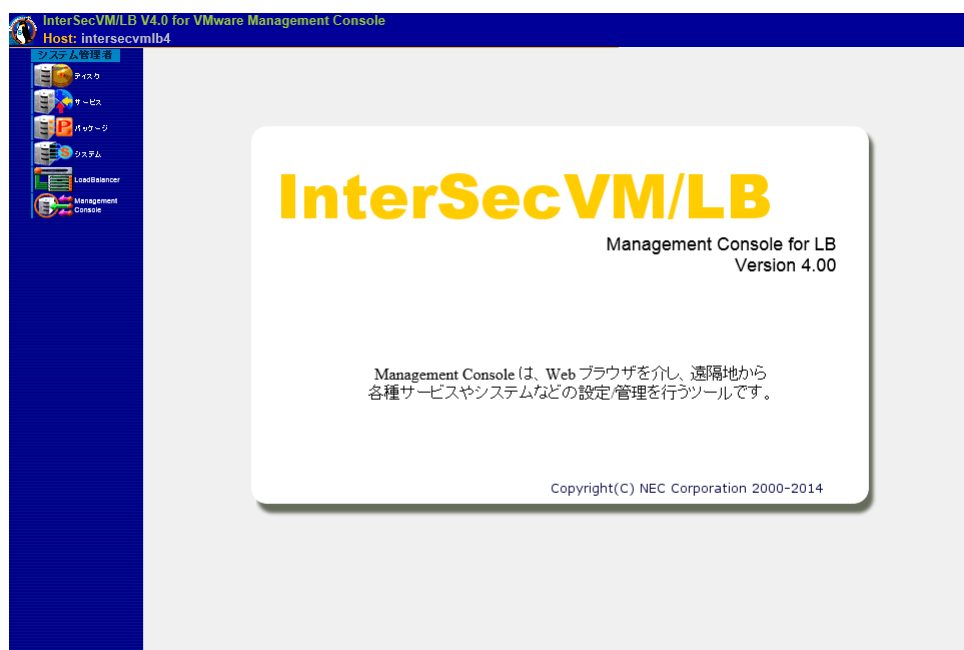 InterSecVM/LB V4.0 for VMware Management Console
Host: intersecvmlb4
システム管理者
ディスク
サービス
パッケージ
システム
LoadBalancer
Management
Console
InterSecVM/LB
Management Console for LB
Version 4.00
Management Console は、Web ブラウザを介し、遠隔地から
各種サービスやシステムなどの設定/管理を行うツールです。
Copyright(C) NEC Corporation 2000-2014